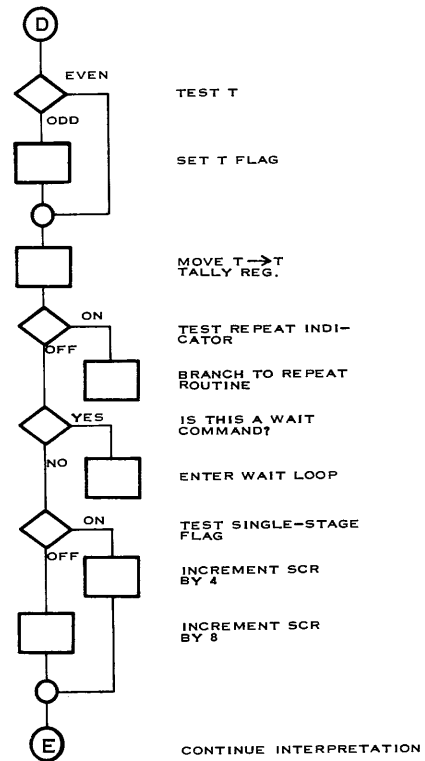 D
EVEN
TEST T
ODD
SET T FLAG
MOVE T→T
TALLY REG.
ON
TEST REPEAT INDI-
CATOR
OFF
BRANCH TO REPEAT
ROUTINE
YES
IS THIS A WAIT
COMMAND?
NO
ENTER WAIT LOOP
ON
TEST SINGLE-STAGE
FLAG
OFF
INCREMENT SCR
BY 4
INCREMENT SCR
BY 8
E
CONTINUE INTERPRETATION